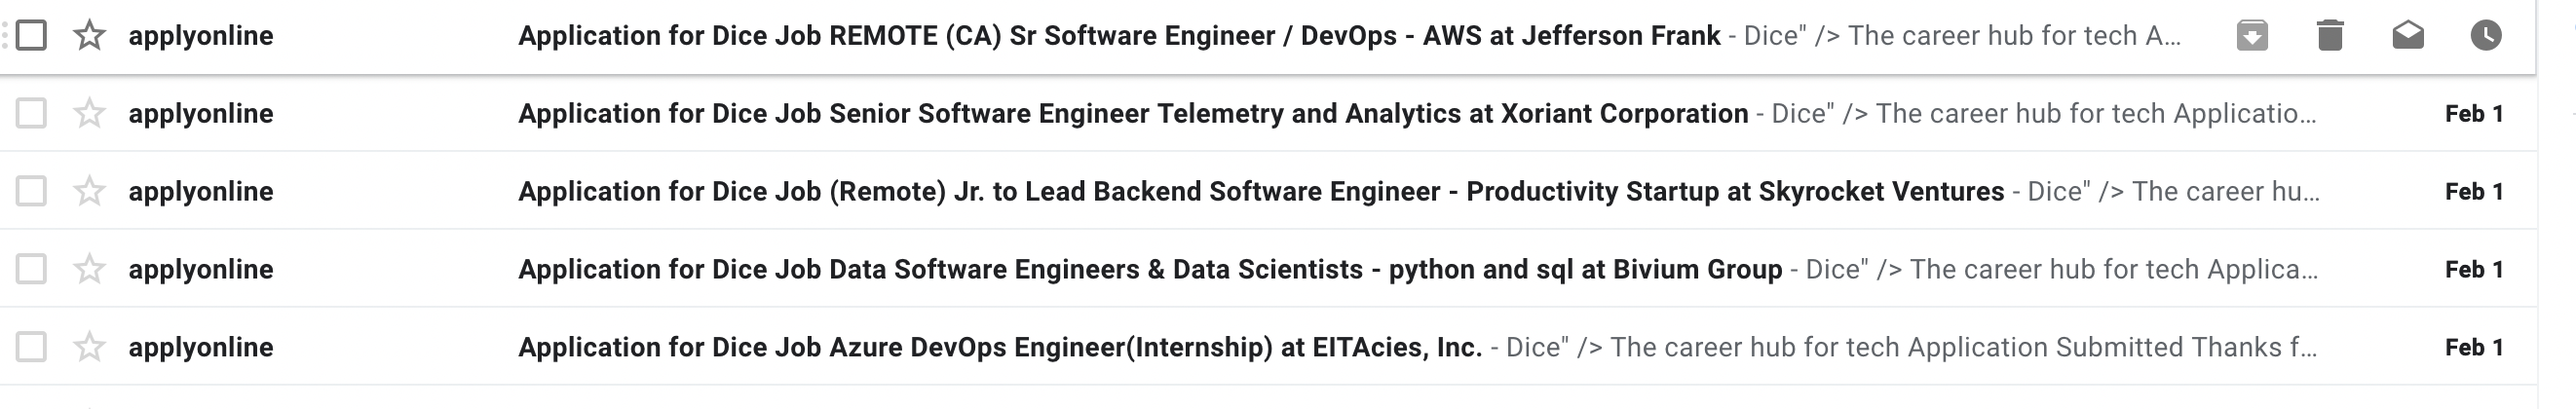 applyonline Application for Dice Job REMOTE (CA) Sr Software Engineer / DevOps - AWS at Jefferson Frank - Dice" /> The career hub for tech A…
applyonline Application for Dice Job Senior Software Engineer Telemetry and Analytics at Xoriant Corporation - Dice" /> The career hub for tech Applicatio… Feb 1
applyonline Application for Dice Job (Remote) Jr. to Lead Backend Software Engineer - Productivity Startup at Skyrocket Ventures - Dice" /> The career hu… Feb 1
applyonline Application for Dice Job Data Software Engineers & Data Scientists - python and sql at Bivium Group - Dice" /> The career hub for tech Applica… Feb 1
applyonline Application for Dice Job Azure DevOps Engineer(Internship) at EITAcies, Inc. - Dice" /> The career hub for tech Application Submitted Thanks f… Feb 1